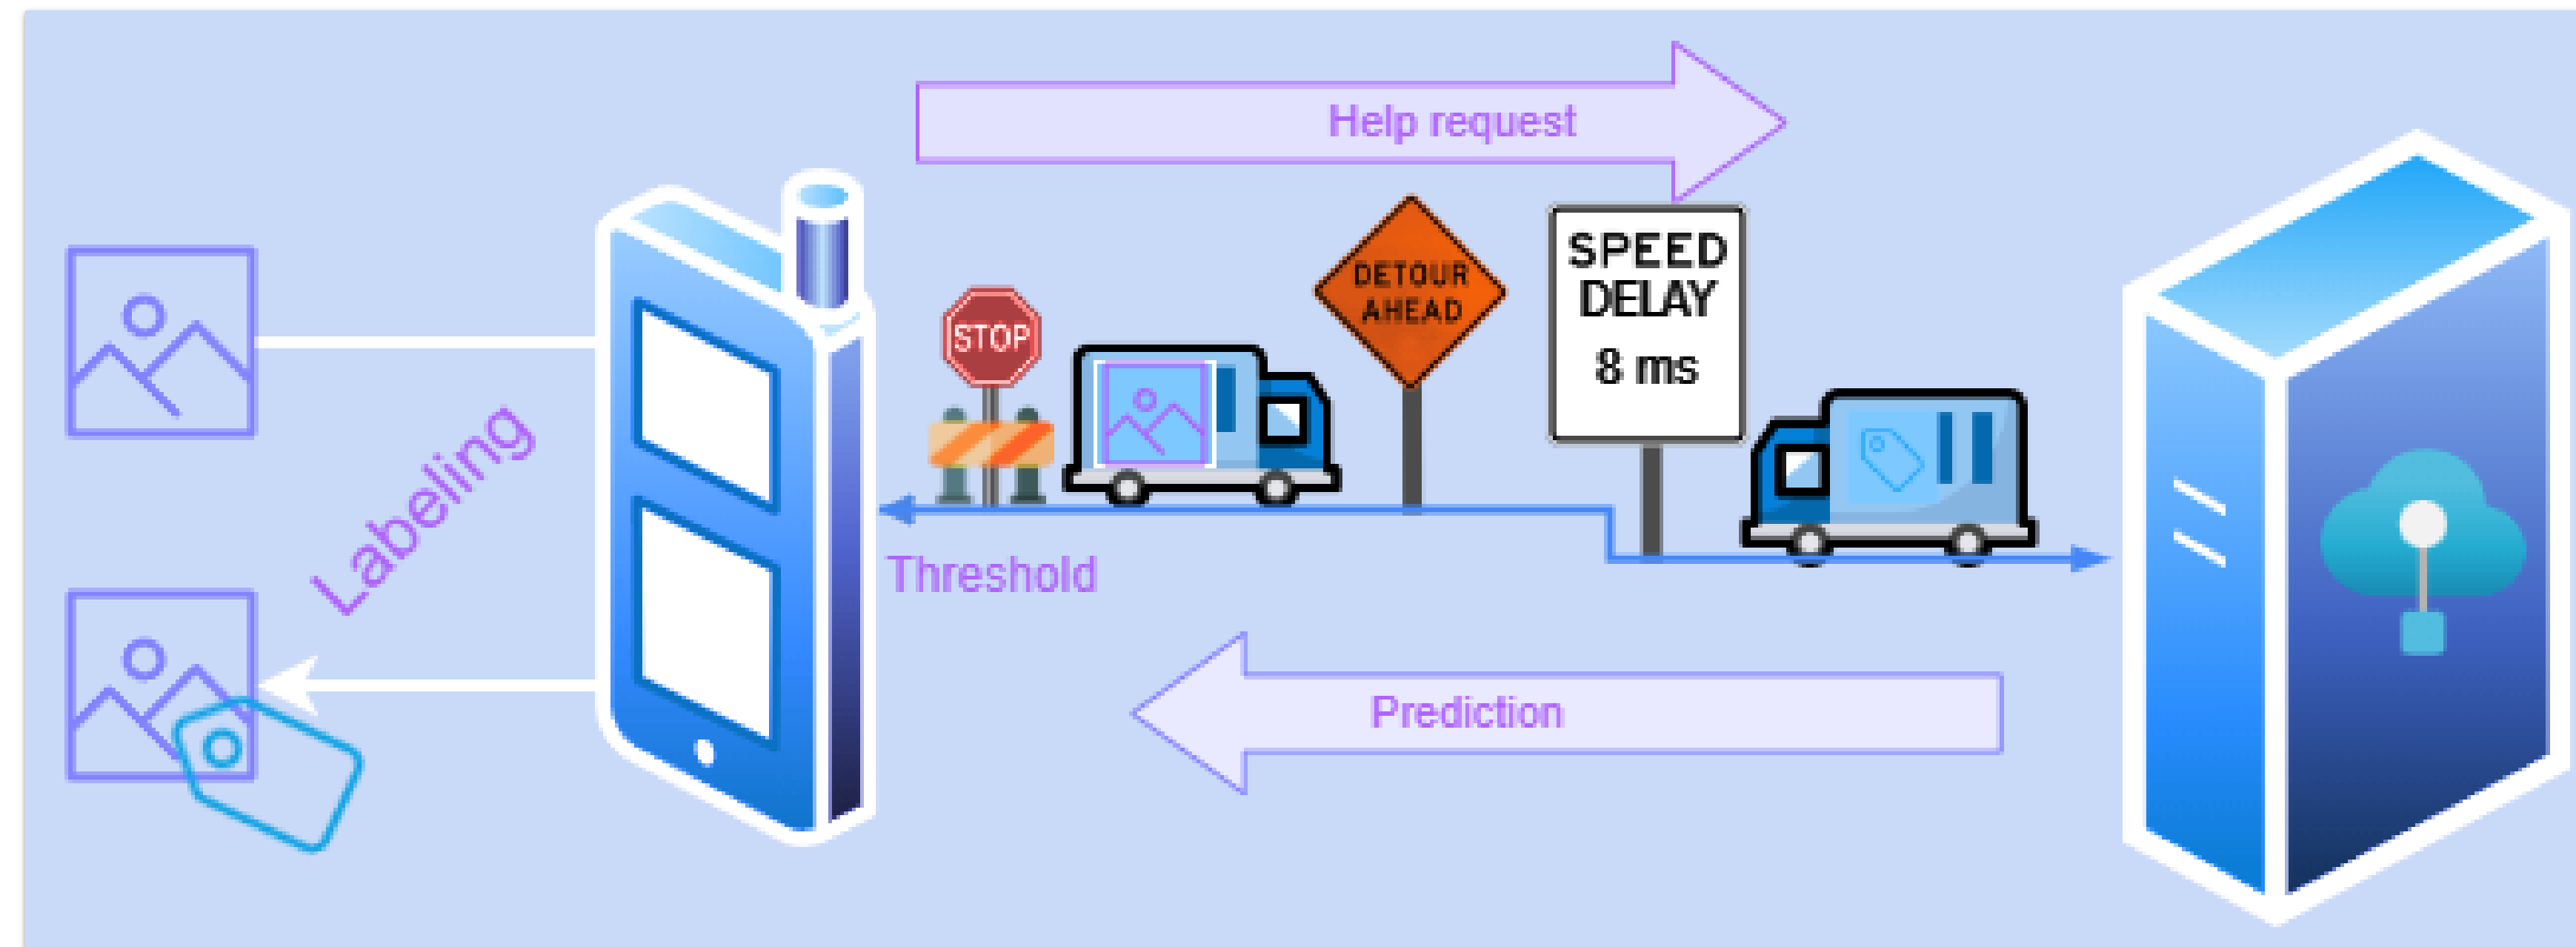 Help request
SPEED
DELAY
8 ms
DETOUR
AHEAD
STOP
Labeling
Threshold
Prediction